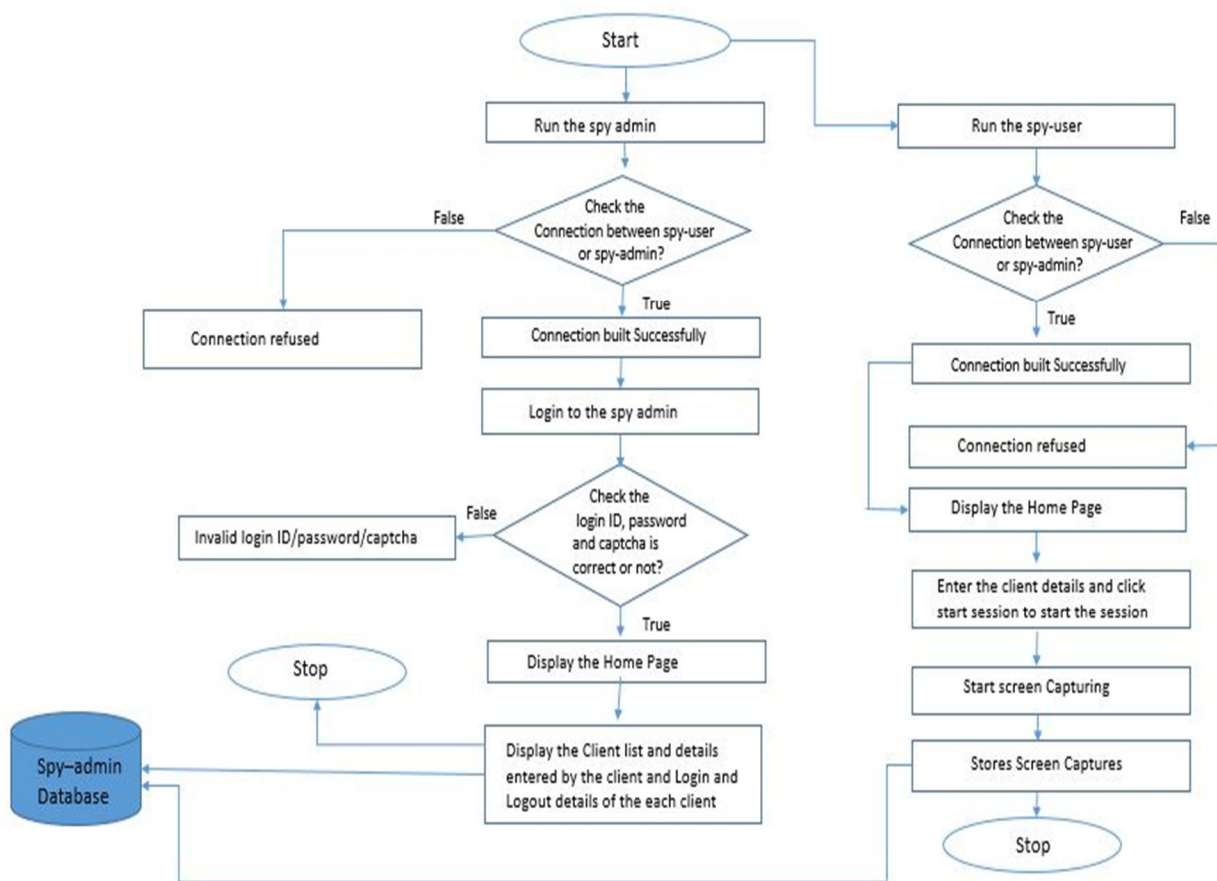 Start
Run the spy admin
Run the spy-user
Check the
Connection between spy-user
or spy-admin?
False
Check the
Connection between spy-user
or spy-admin?
False
True
True
Connection refused
Connection built Successfully
Connection built Successfully
Login to the spy admin
Connection refused
Check the
login ID, password
and captcha is
correct or not?
False
Invalid login ID/password/captcha
Display the Home Page
Enter the client details and click
start session to start the session
True
Display the Home Page
Stop
Start screen Capturing
Display the Client list and details
entered by the client and Login and
Logout details of the each client
Spy–admin
Database
Stores Screen Captures
Stop